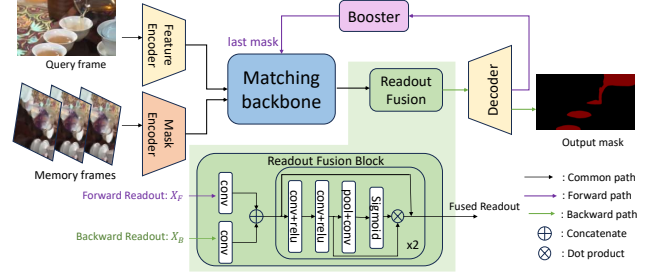 Booster
last mask
Feature
Encoder
Query frame
Matching
backbone
Readout
Fusion
Decoder
Mask
Encoder
Memory frames
Output mask
Readout Fusion Block
Forward Readout: X_F
Backward Readout: X_B
conv
conv
conv+relu
conv+relu
pool+conv
Sigmoid
x2
Fused Readout
: Common path
: Forward path
: Backward path
: Concatenate
: Dot product